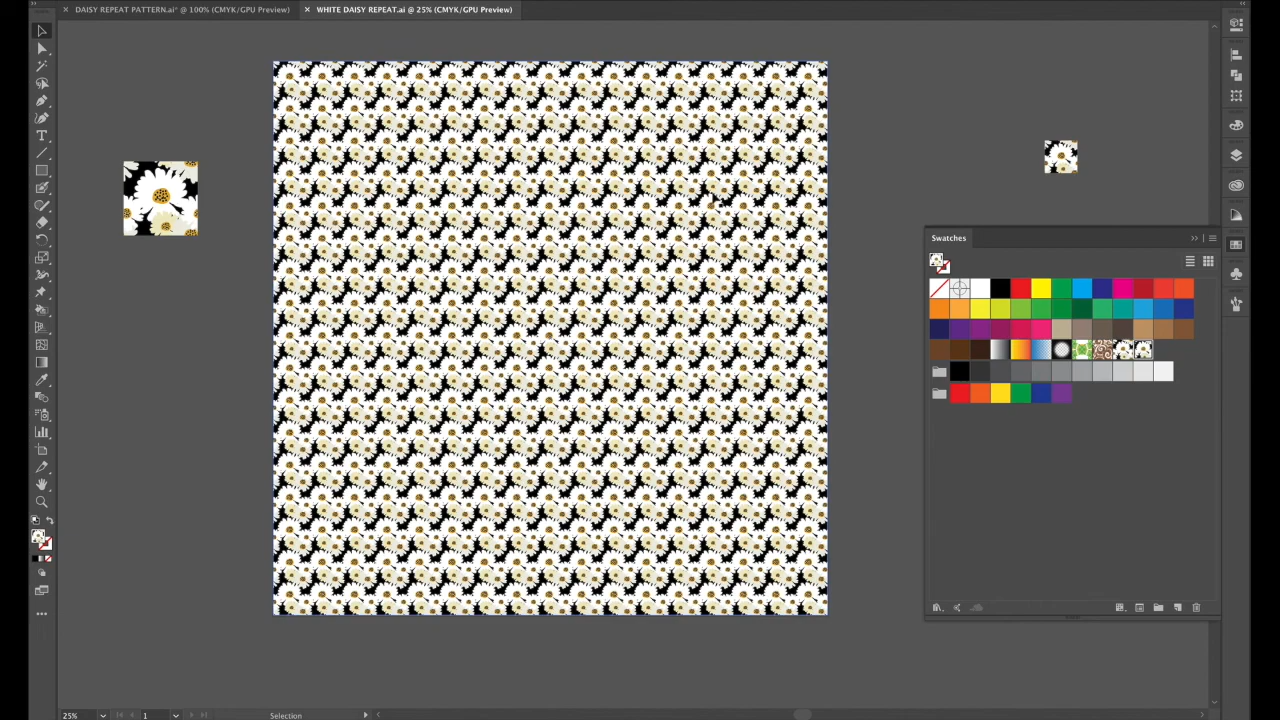 DAISY REPEAT PATTERN.ai* @ 100% (CMYK/GPU Preview)
WHITE DAISY REPEAT.ai @ 25% (CMYK/GPU Preview)
Swatches
25%
1
Selection